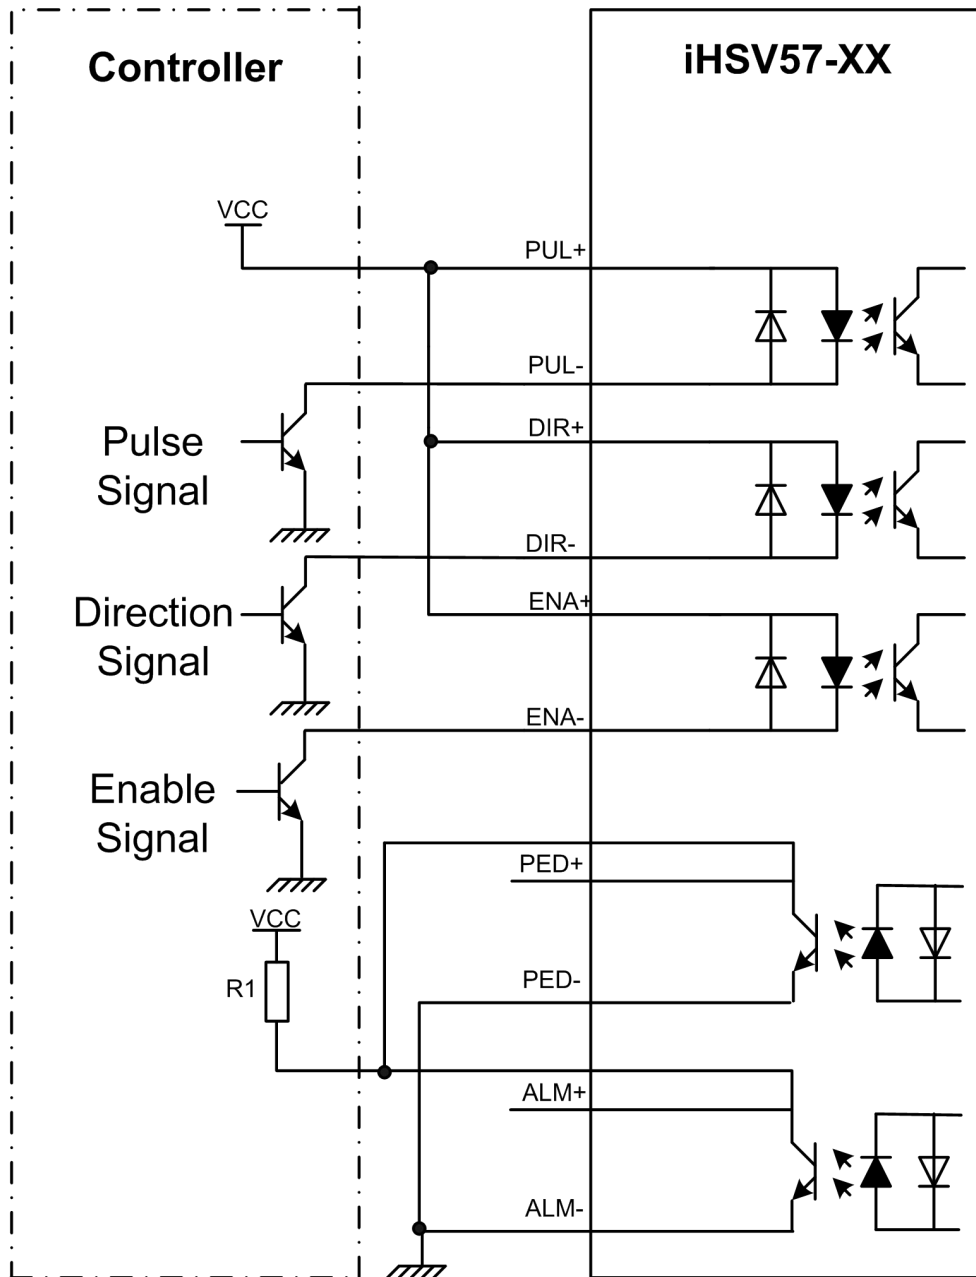 Controller
iHSV57-XX
VCC
PUL+
PUL-
Pulse
Signal
DIR+
DIR-
Direction
Signal
ENA+
ENA-
Enable
Signal
PED+
VCC
R1
PED-
ALM+
ALM-